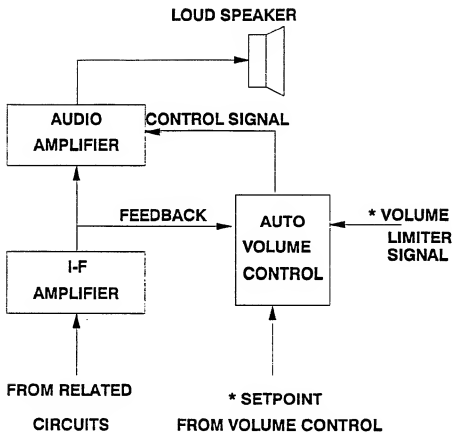 LOUD SPEAKER
AUDIO
AMPLIFIER
CONTROL SIGNAL
FEEDBACK
AUTO
VOLUME
CONTROL
* VOLUME
LIMITER
SIGNAL
I-F
AMPLIFIER
FROM RELATED
CIRCUITS
* SETPOINT
FROM VOLUME CONTROL